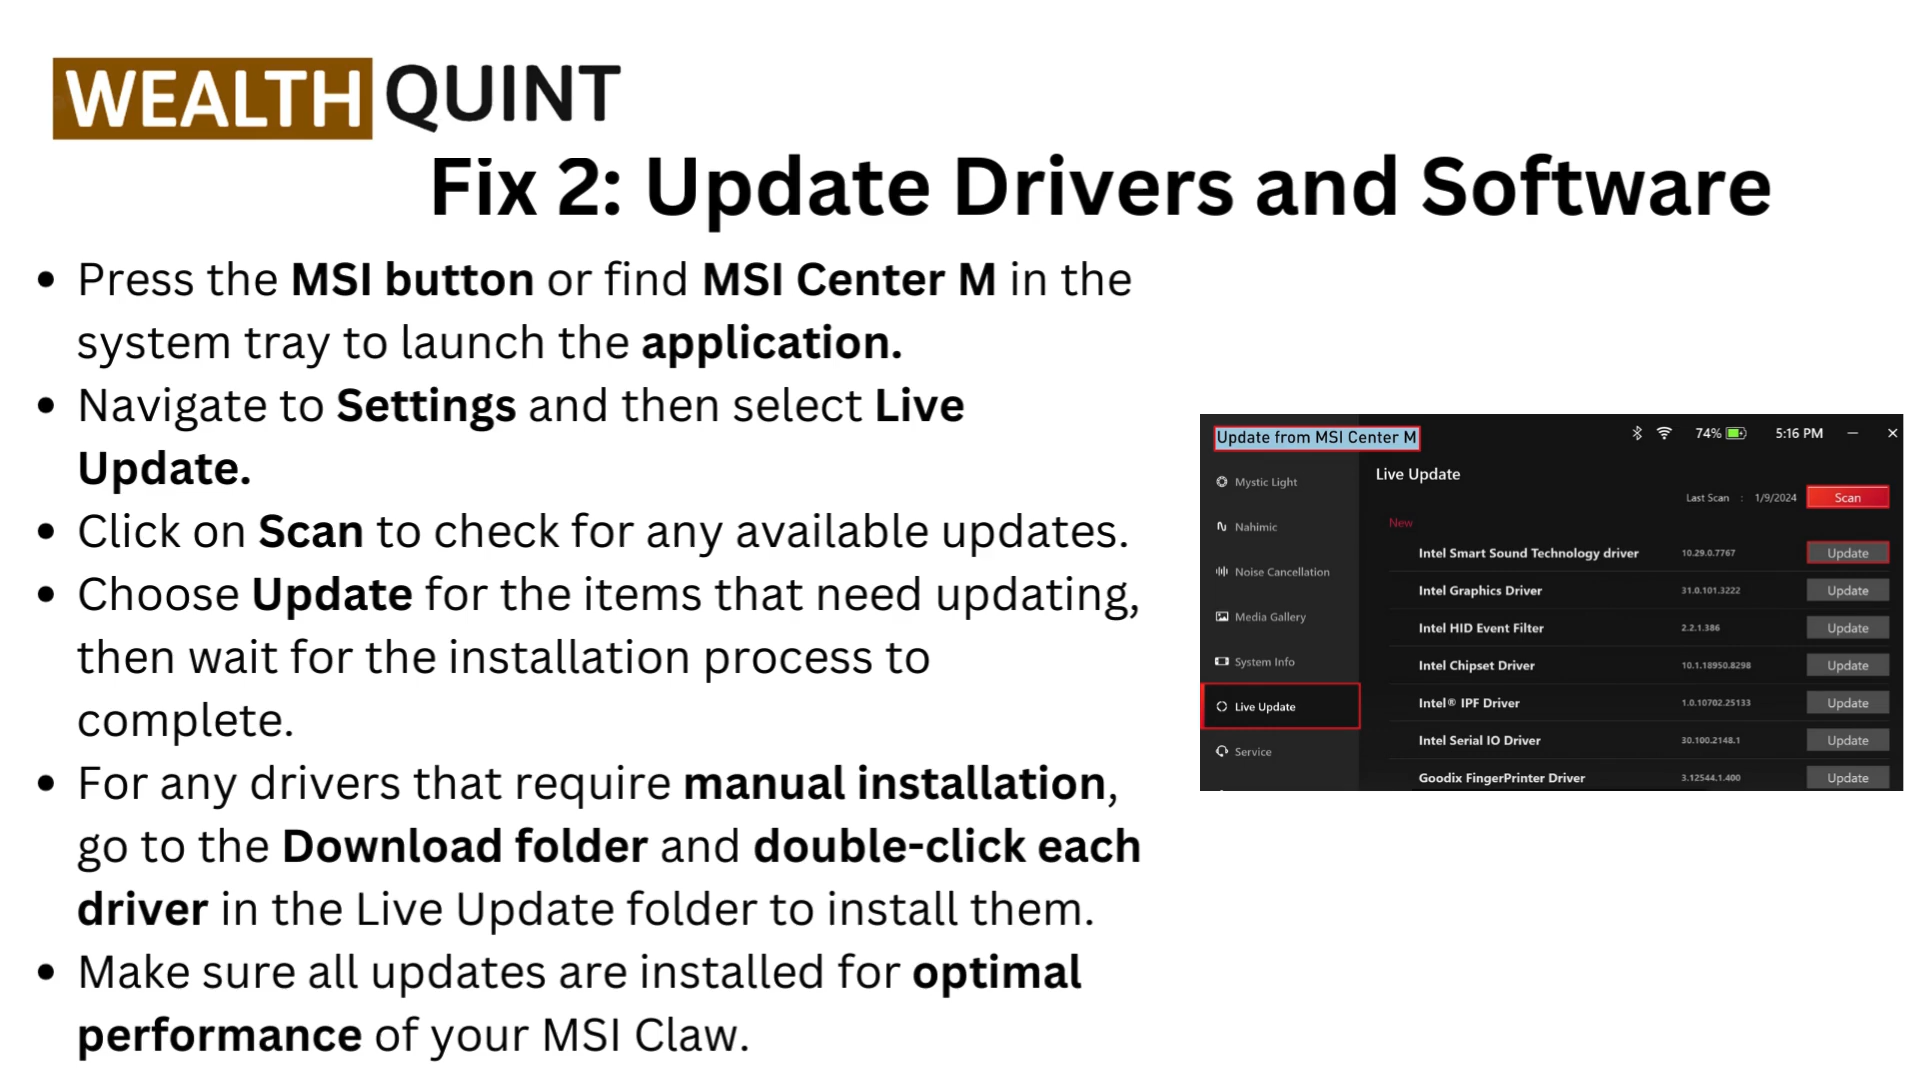 WEALTH QUINT
Fix 2: Update Drivers and Software
• Press the MSI button or find MSI Center M in the
system tray to launch the application.
• Navigate to Settings and then select Live
Update.
• Click on Scan to check for any available updates.
• Choose Update for the items that need updating,
then wait for the installation process to
complete.
• For any drivers that require manual installation,
go to the Download folder and double-click each
driver in the Live Update folder to install them.
• Make sure all updates are installed for optimal
performance of your MSI Claw.
Update from MSI Center M
74% 5:16 PM
Mystic Light
Nahimic
Noise Cancellation
Media Gallery
System Info
Live Update
Service
Live Update
Last Scan : 1/9/2024 Scan
New
Intel Smart Sound Technology driver 10.29.0.7767 Update
Intel Graphics Driver 31.0.101.3222 Update
Intel HID Event Filter 2.2.1.386 Update
Intel Chipset Driver 10.1.18950.8298 Update
Intel® IPF Driver 1.0.10702.25133 Update
Intel Serial IO Driver 30.100.2148.1 Update
Goodix FingerPrinter Driver 3.12544.1.400 Update